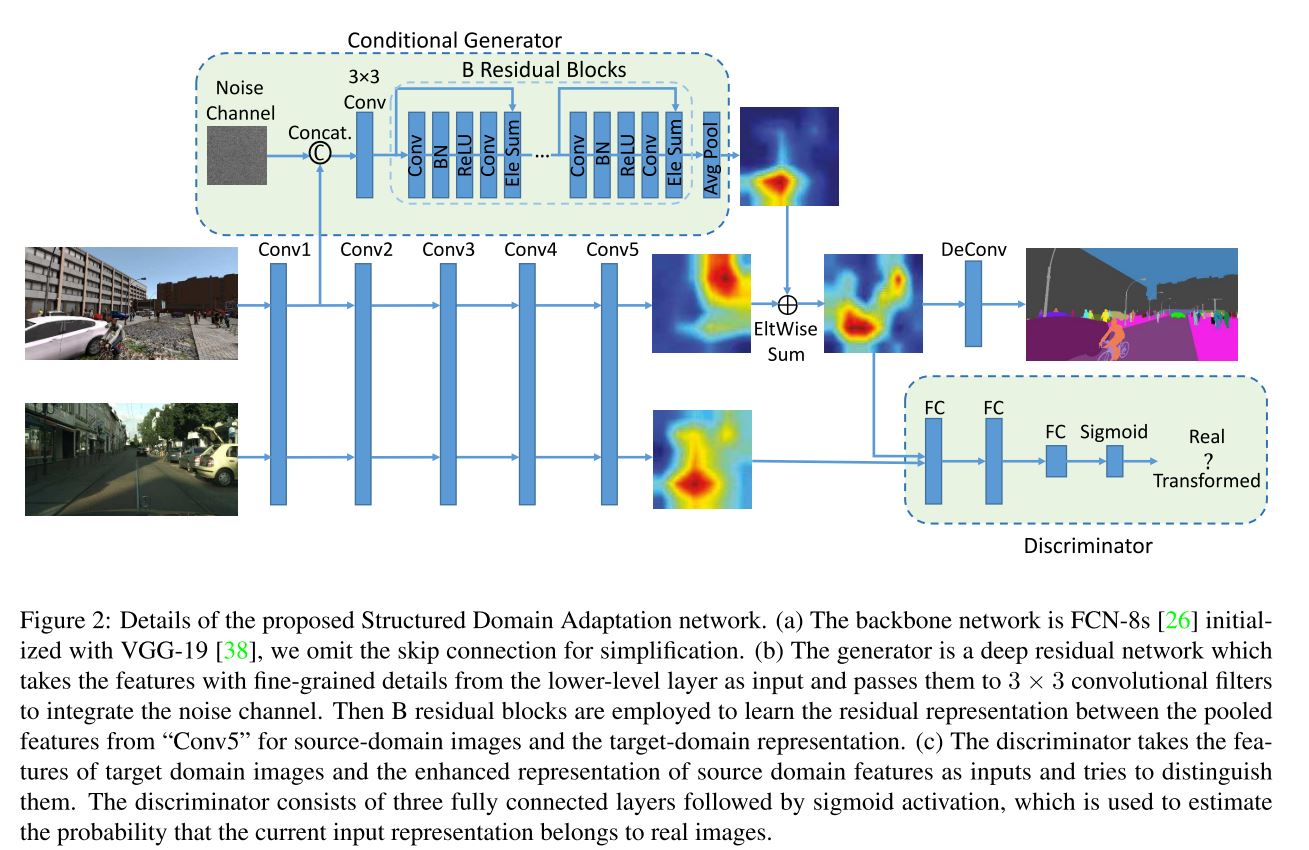 Conditional Generator
B Residual Blocks
Noise
Channel
3×3
Conv
Concat.
C
Conv
BN
ReLU
Conv
Ele Sum
...
Conv
BN
ReLU
Conv
Ele Sum
Avg Pool
Conv1
Conv2
Conv3
Conv4
Conv5
EltWise
Sum
DeConv
FC
FC
FC
Sigmoid
Real
?
Transformed
Discriminator
Figure 2: Details of the proposed Structured Domain Adaptation network. (a) The backbone network is FCN-8s [26] initial-
ized with VGG-19 [38], we omit the skip connection for simplification. (b) The generator is a deep residual network which
takes the features with fine-grained details from the lower-level layer as input and passes them to 3 × 3 convolutional filters
to integrate the noise channel. Then B residual blocks are employed to learn the residual representation between the pooled
features from “Conv5” for source-domain images and the target-domain representation. (c) The discriminator takes the fea-
tures of target domain images and the enhanced representation of source domain features as inputs and tries to distinguish
them. The discriminator consists of three fully connected layers followed by sigmoid activation, which is used to estimate
the probability that the current input representation belongs to real images.